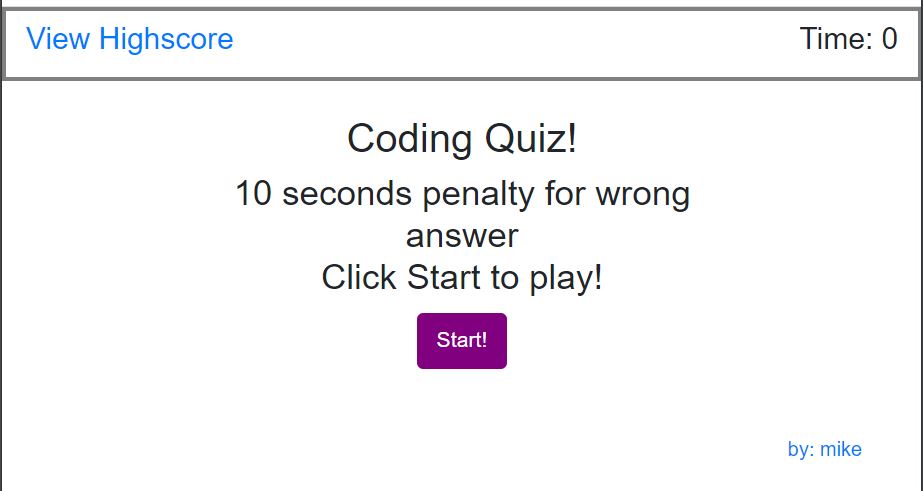 View Highscore
Time: 0
Coding Quiz!
10 seconds penalty for wrong
answer
Click Start to play!
Start!
by: mike